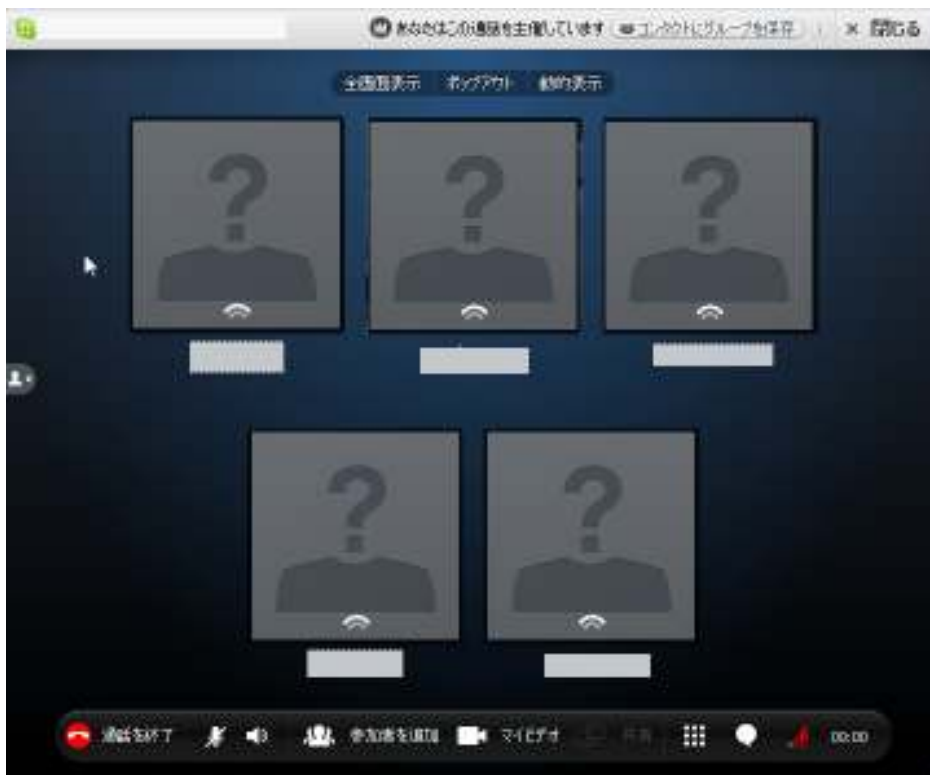 あなたはこの通話を主催しています コンタクトにグループを保存 × 閉じる
全画面表示 ポップアウト 動的表示
通話を終了 参加者を追加 マイビデオ 共有 00:00